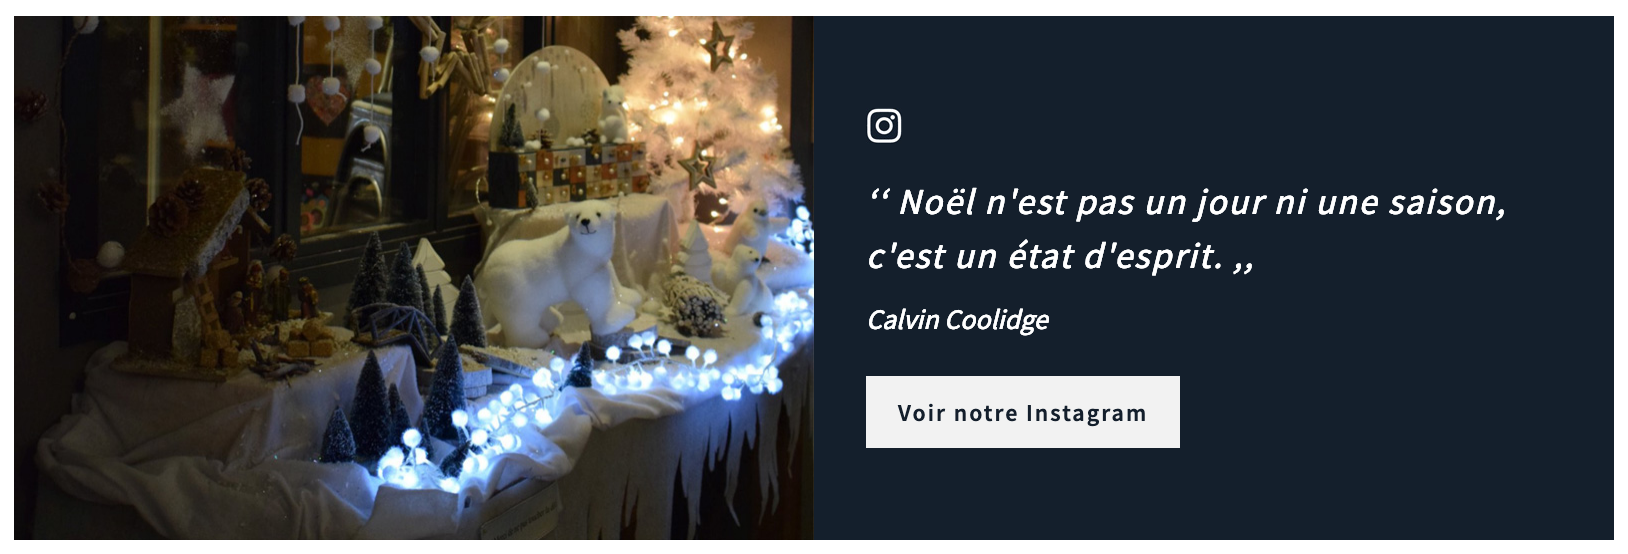 ‘‘ Noël n'est pas un jour ni une saison,
c'est un état d'esprit. ,,
Calvin Coolidge
Voir notre Instagram